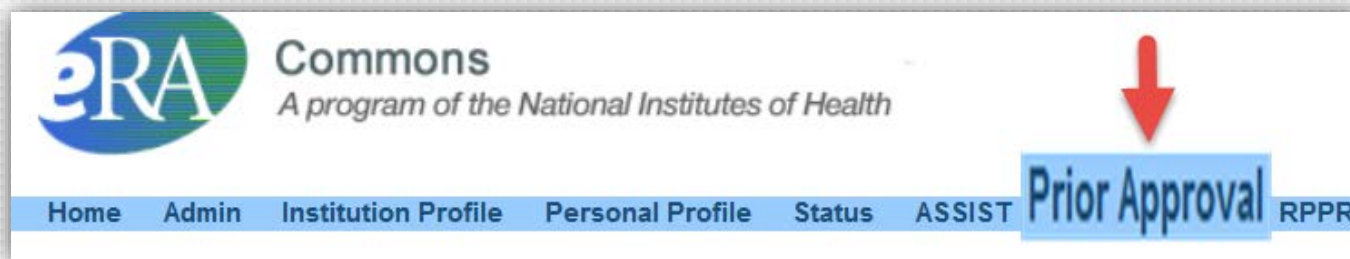 eRA
Commons
A program of the National Institutes of Health
Home Admin Institution Profile Personal Profile Status ASSIST Prior Approval RPPR